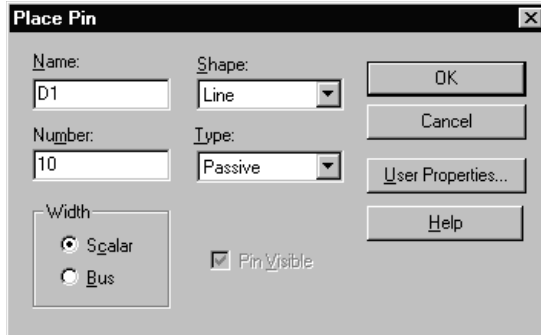 Place Pin
Name:
D1
Shape:
Line
OK
Cancel
Number:
10
Type:
Passive
User Properties...
Help
Width
Scalar
Bus
Pin Visible